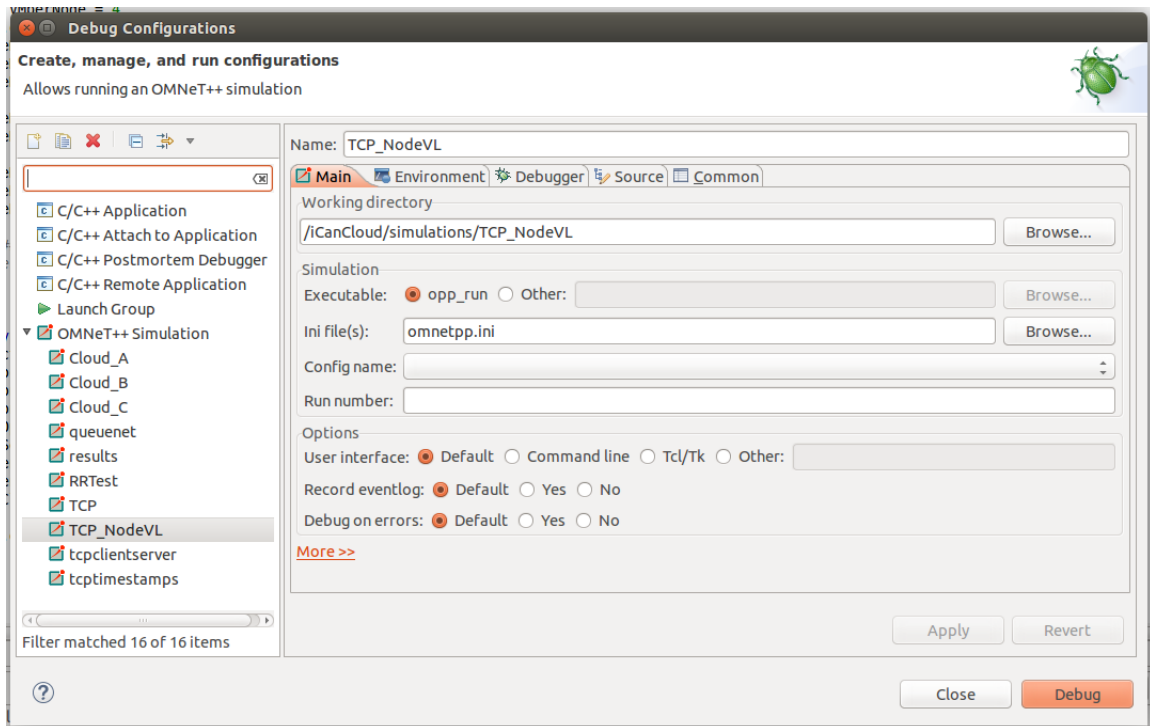 vmPerNode = 4
Debug Configurations
Create, manage, and run configurations
Allows running an OMNeT++ simulation
Name: TCP_NodeVL
Main Environment Debugger Source Common
C/C++ Application
C/C++ Attach to Application
C/C++ Postmortem Debugger
C/C++ Remote Application
Launch Group
OMNeT++ Simulation
Cloud_A
Cloud_B
Cloud_C
queuenet
results
RRTest
TCP
TCP_NodeVL
tcpclientserver
tcptimestamps
Filter matched 16 of 16 items
Working directory
/iCanCloud/simulations/TCP_NodeVL Browse...
Simulation
Executable: opp_run Other: Browse...
Ini file(s): omnetpp.ini Browse...
Config name:
Run number:
Options
User interface: Default Command line Tcl/Tk Other:
Record eventlog: Default Yes No
Debug on errors: Default Yes No
More >>
Apply Revert
Close Debug